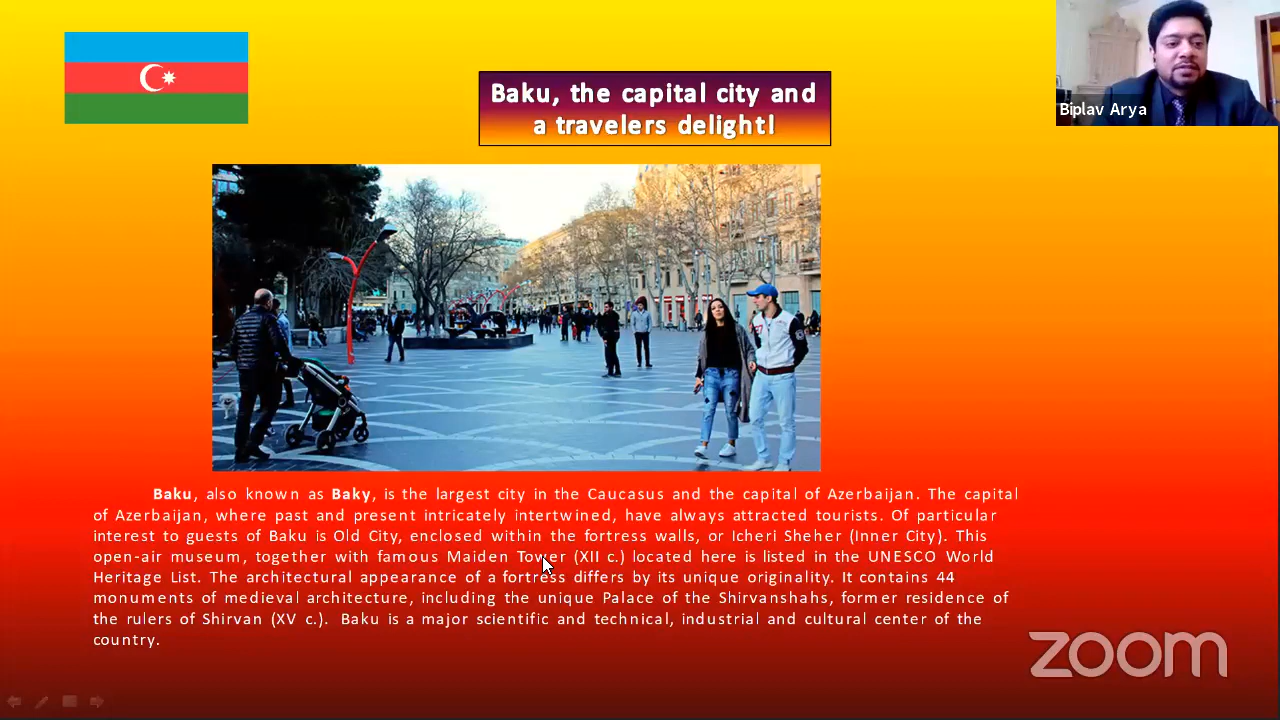 Baku, the capital city and
a travelers delight!
Biplav Arya
Baku, also known as Baky, is the largest city in the Caucasus and the capital of Azerbaijan. The capital
of Azerbaijan, where past and present intricately intertwined, have always attracted tourists. Of particular
interest to guests of Baku is Old City, enclosed within the fortress walls, or Icheri Sheher (Inner City). This
open-air museum, together with famous Maiden Tower (XII c.) located here is listed in the UNESCO World
Heritage List. The architectural appearance of a fortress differs by its unique originality. It contains 44
monuments of medieval architecture, including the unique Palace of the Shirvanshahs, former residence of
the rulers of Shirvan (XV c.). Baku is a major scientific and technical, industrial and cultural center of the
country.
zoom